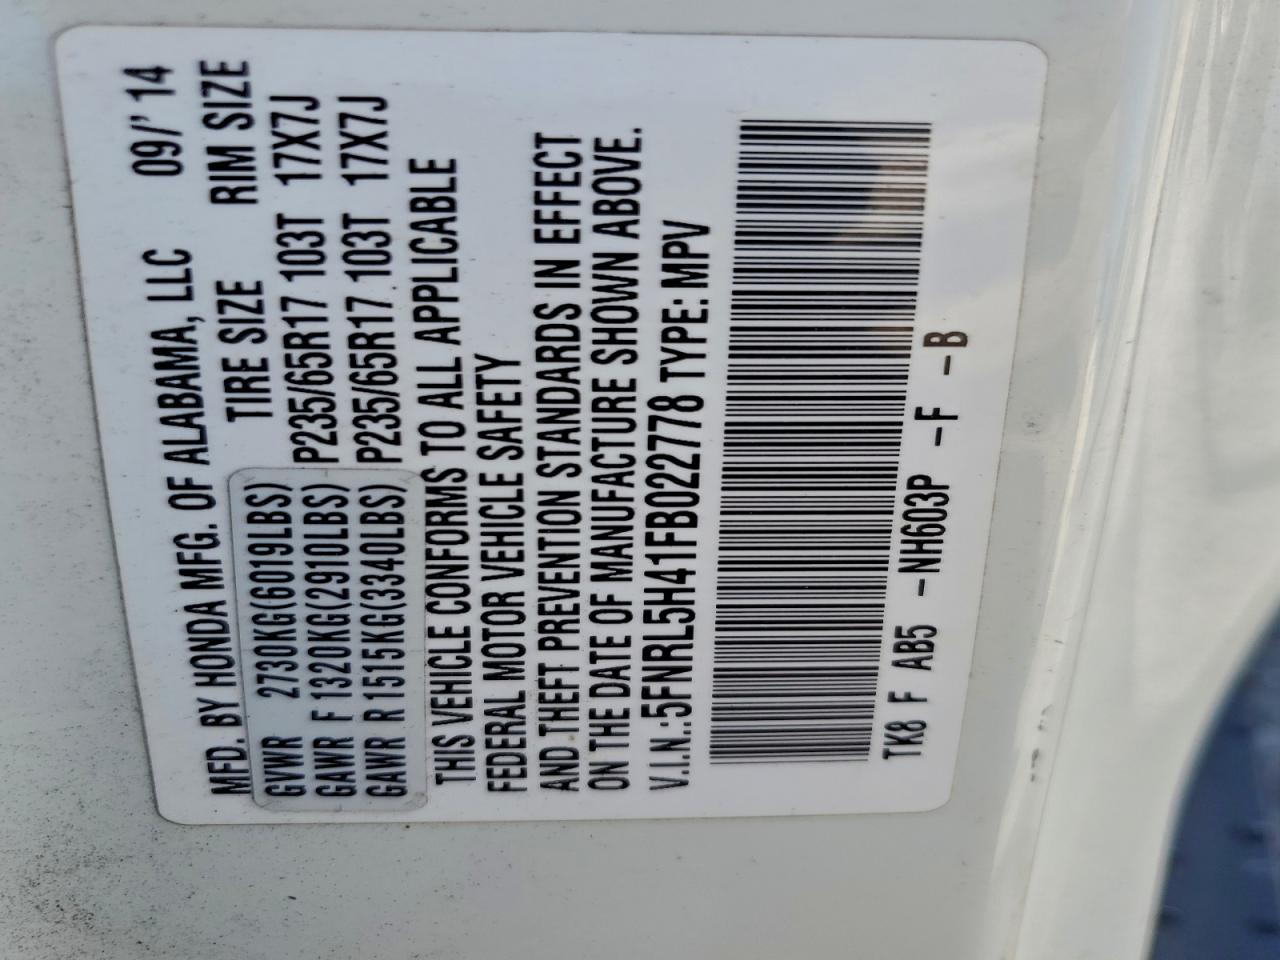 MFD. BY HONDA MFG. OF ALABAMA, LLC 09/'14
TIRE SIZE RIM SIZE
GVWR 2730KG(6019LBS)
GAWR F 1320KG(2910LBS) P235/65R17 103T 17X7J
GAWR R 1515KG(3340LBS) P235/65R17 103T 17X7J
THIS VEHICLE CONFORMS TO ALL APPLICABLE
FEDERAL MOTOR VEHICLE SAFETY
AND THEFT PREVENTION STANDARDS IN EFFECT
ON THE DATE OF MANUFACTURE SHOWN ABOVE.
V.I.N.:5FNRL5H41FB022778 TYPE: MPV
TK8 F AB5 -NH603P -F -B